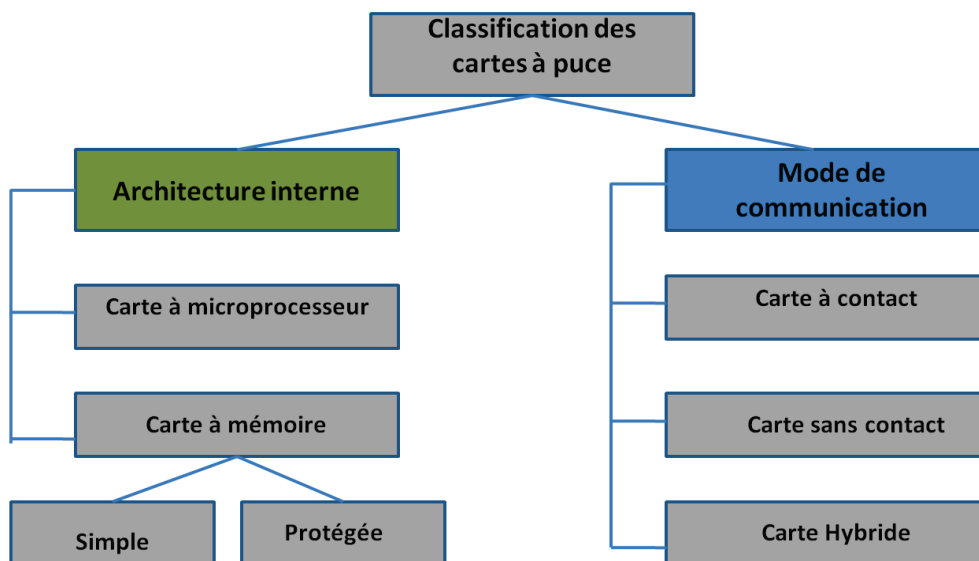 Classification des
cartes à puce
Architecture interne
Mode de
communication
Carte à microprocesseur
Carte à contact
Carte à mémoire
Carte sans contact
Simple
Protégée
Carte Hybride